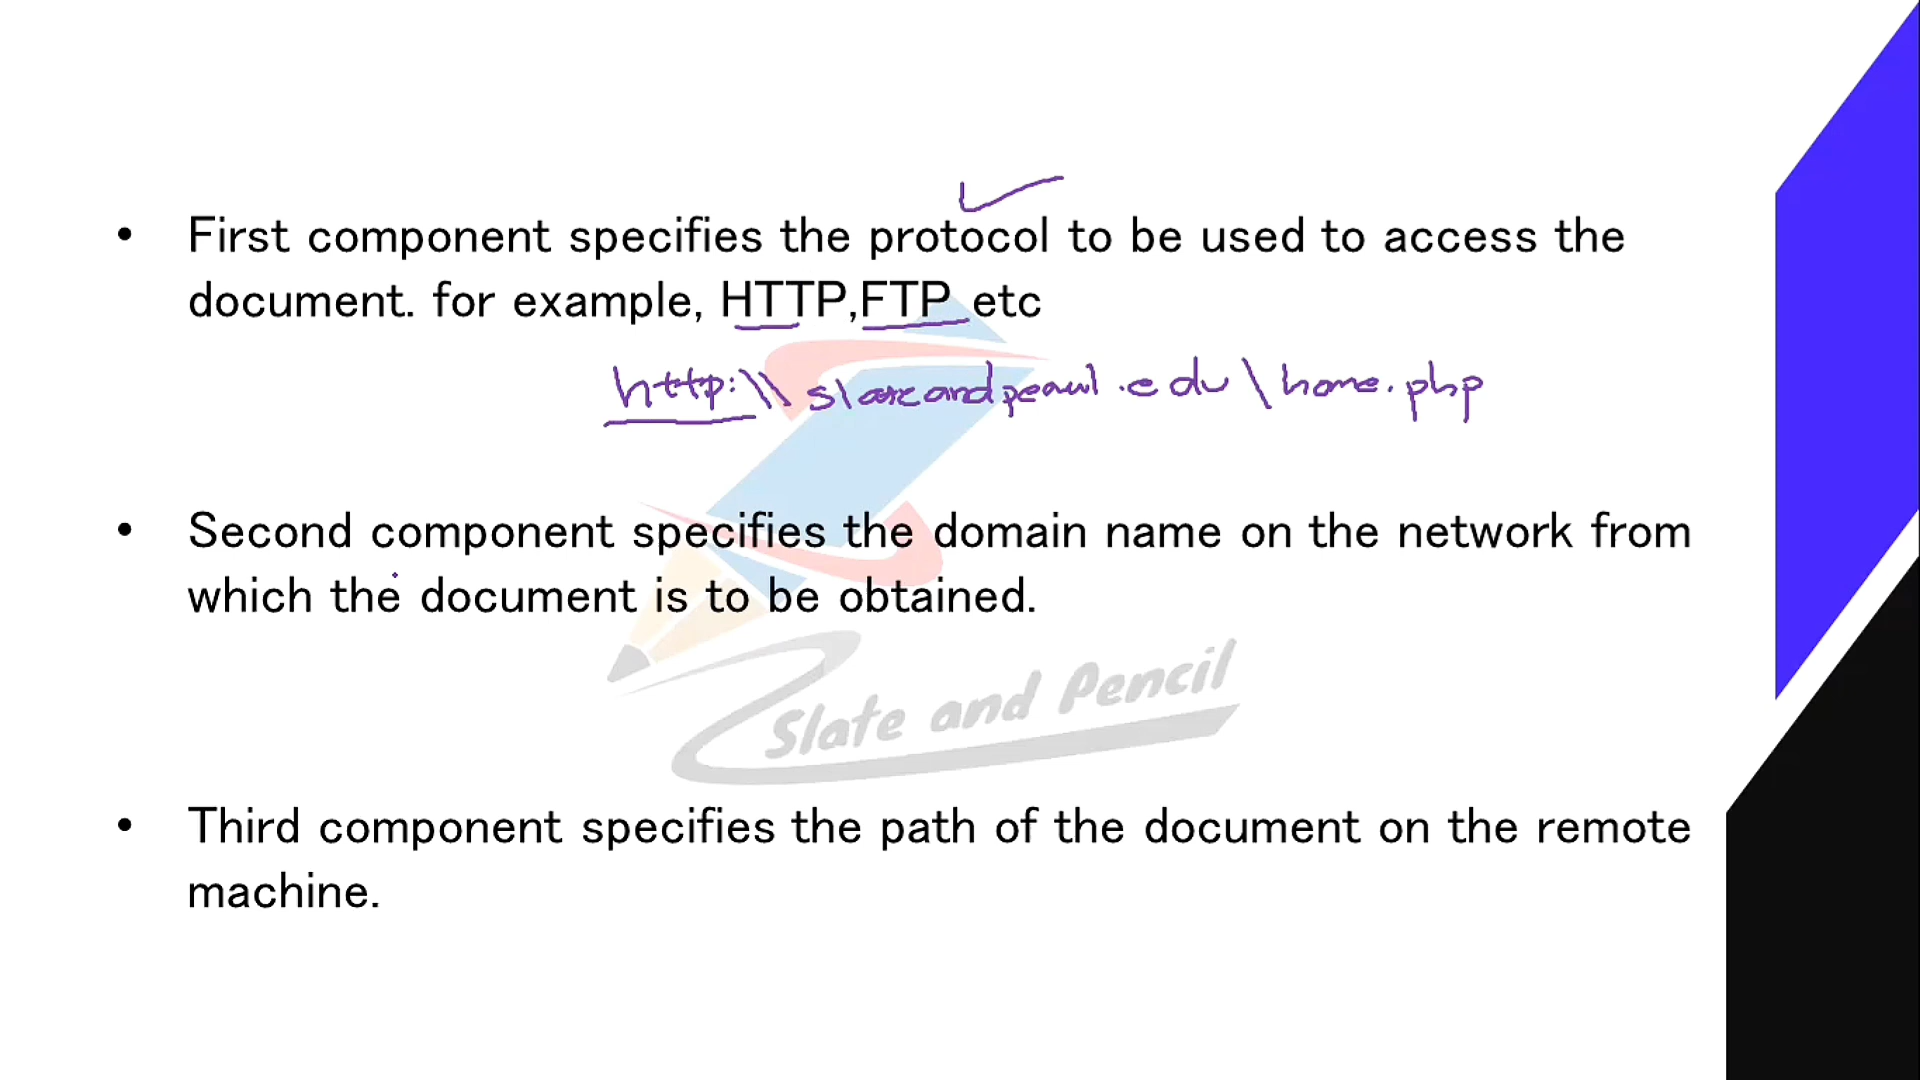 • First component specifies the protocol to be used to access the
document. for example, HTTP,FTP etc
http:\\ slateandpencil.edu \ home.php
• Second component specifies the domain name on the network from
which the document is to be obtained.
Slate and Pencil
• Third component specifies the path of the document on the remote
machine.